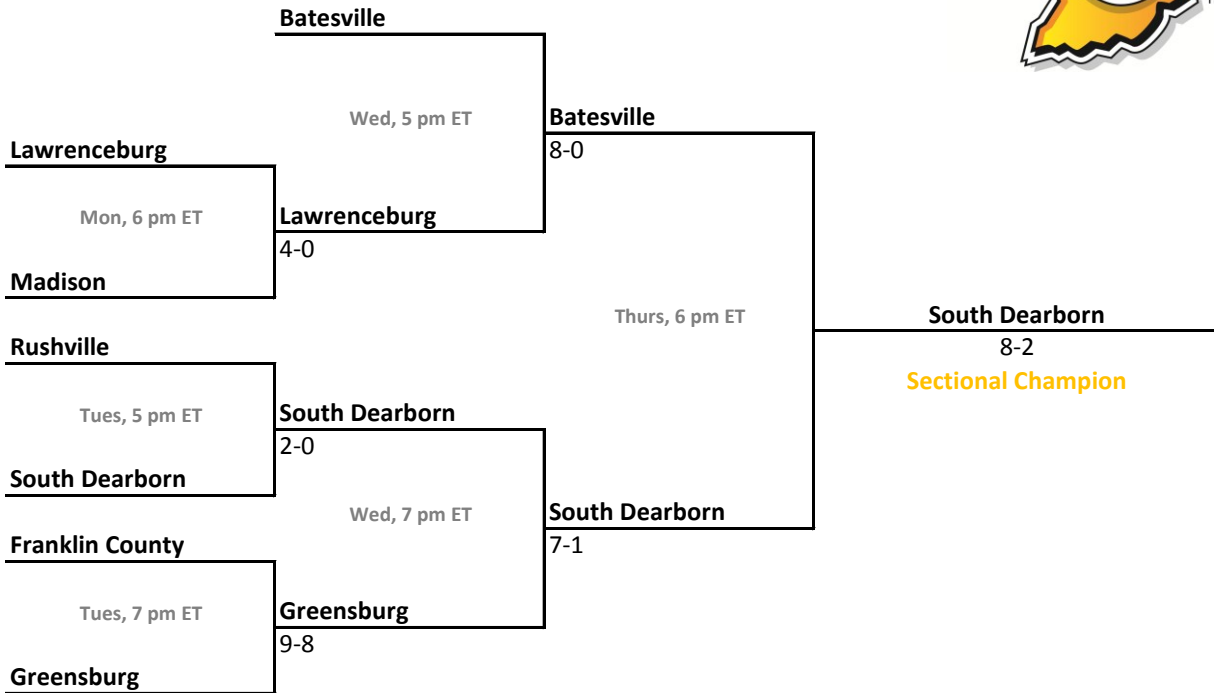 Batesville
Wed, 5 pm ET
Batesville
Lawrenceburg
8-0
Mon, 6 pm ET
Lawrenceburg
4-0
Madison
Thurs, 6 pm ET
South Dearborn
Rushville
8-2
Sectional Champion
Tues, 5 pm ET
South Dearborn
2-0
South Dearborn
Wed, 7 pm ET
South Dearborn
Franklin County
7-1
Tues, 7 pm ET
Greensburg
9-8
Greensburg